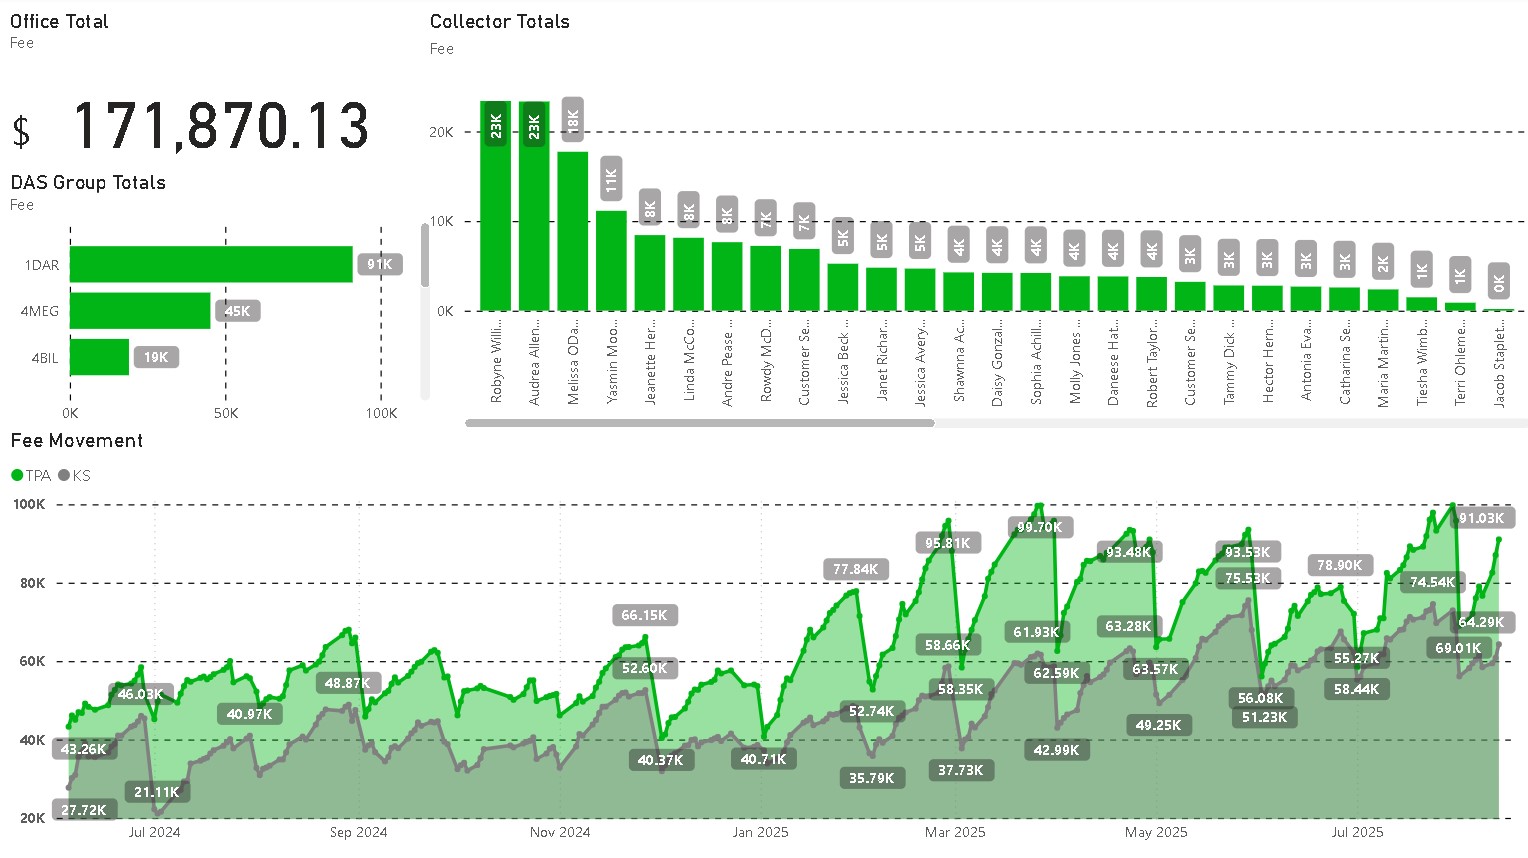 Office Total
Fee
$ 171,870.13
DAS Group Totals
Fee
1DAR
91K
4MEG
45K
4BIL
19K
0K
50K
100K
Collector Totals
Fee
20K
10K
0K
23K
23K
18K
11K
8K
8K
8K
7K
7K
5K
5K
5K
4K
4K
4K
4K
4K
4K
3K
3K
3K
3K
3K
2K
1K
1K
0K
Robyne Willi...
Audrea Allen...
Melissa ODa...
Yasmin Moo...
Jeanette Her...
Linda McCo...
Andre Pease ...
Rowdy McD...
Customer Se...
Jessica Beck ...
Janet Richar...
Jessica Avery...
Shawnna Ac...
Daisy Gonzal...
Sophia Achill...
Molly Jones ...
Daneese Hat...
Robert Taylor...
Customer Se...
Tammy Dick ...
Hector Hern...
Antonia Eva...
Catharina Se...
Maria Martin...
Tiesha Wimb...
Terri Ohleme...
Jacob Staplet...
Fee Movement
TPA KS
100K
80K
60K
40K
20K
43.26K
27.72K
46.03K
21.11K
40.97K
48.87K
66.15K
52.60K
40.37K
40.71K
77.84K
52.74K
35.79K
95.81K
58.66K
58.35K
37.73K
99.70K
61.93K
62.59K
42.99K
93.48K
63.28K
63.57K
49.25K
93.53K
75.53K
56.08K
51.23K
78.90K
55.27K
58.44K
74.54K
91.03K
64.29K
69.01K
Jul 2024
Sep 2024
Nov 2024
Jan 2025
Mar 2025
May 2025
Jul 2025